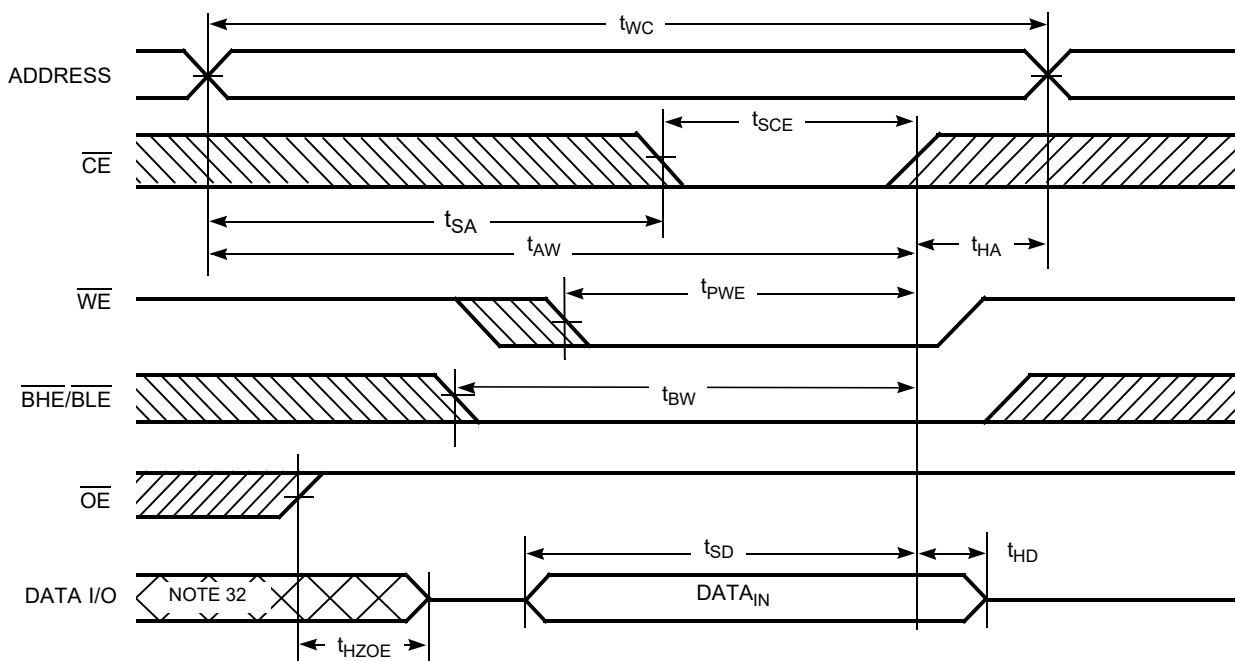 tWC
ADDRESS
tSCE
CE
tSA
tAW
tHA
WE
tPWE
BHE/BLE
tBW
OE
tSD
tHD
DATA I/O
NOTE 32
DATAIN
tHZOE